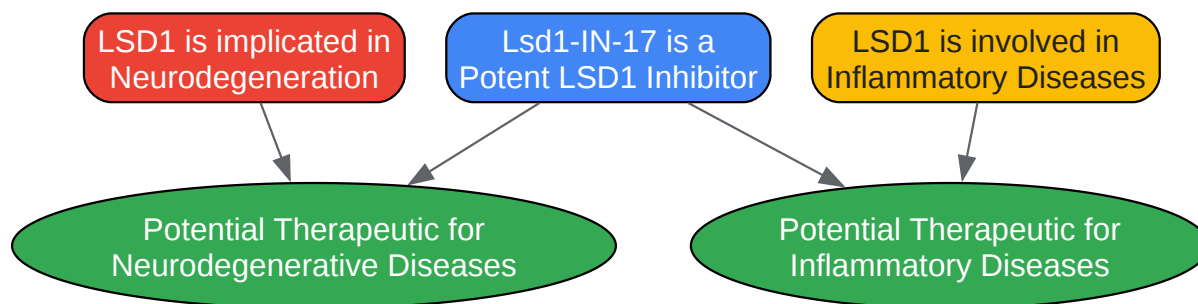 LSD1 is implicated in
Neurodegeneration
Lsd1-IN-17 is a
Potent LSD1 Inhibitor
LSD1 is involved in
Inflammatory Diseases
Potential Therapeutic for
Neurodegenerative Diseases
Potential Therapeutic for
Inflammatory Diseases